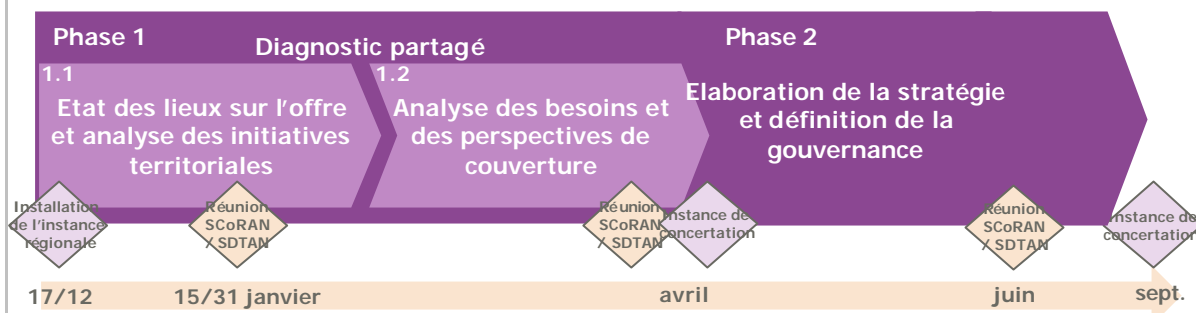 Phase 1
Diagnostic partagé
Phase 2
1.1
Etat des lieux sur l'offre
et analyse des initiatives
territoriales
1.2
Analyse des besoins et
des perspectives de
couverture
Elaboration de la stratégie
et définition de la
gouvernance
Installation
de l'instance
régionale
Réunion
SCoRAN
/ SDTAN
Réunion
SCoRAN
/ SDTAN
Instance de
concertation
Réunion
SCoRAN
/ SDTAN
Instance de
concertation
17/12
15/31 janvier
avril
juin
sept.